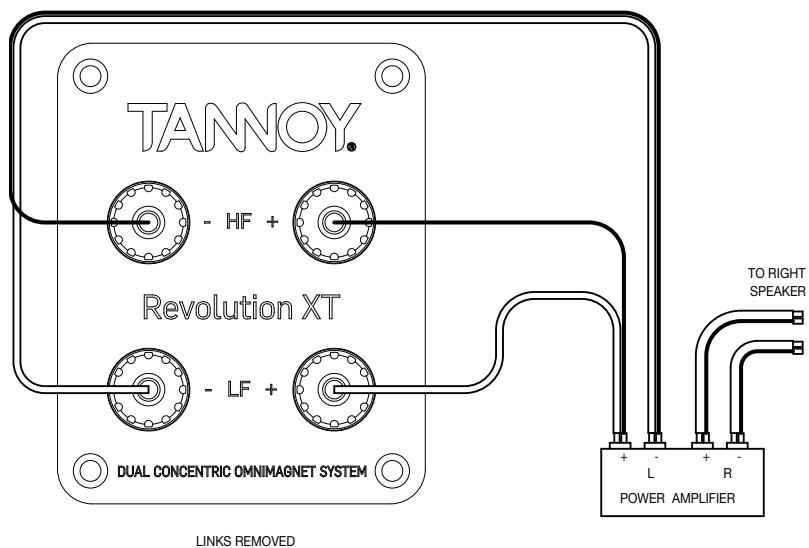 TANNOY®
- HF +
Revolution XT
- LF +
DUAL CONCENTRIC OMNIMAGNET SYSTEM
LINKS REMOVED
TO RIGHT
SPEAKER
+ - + -
L R
POWER AMPLIFIER